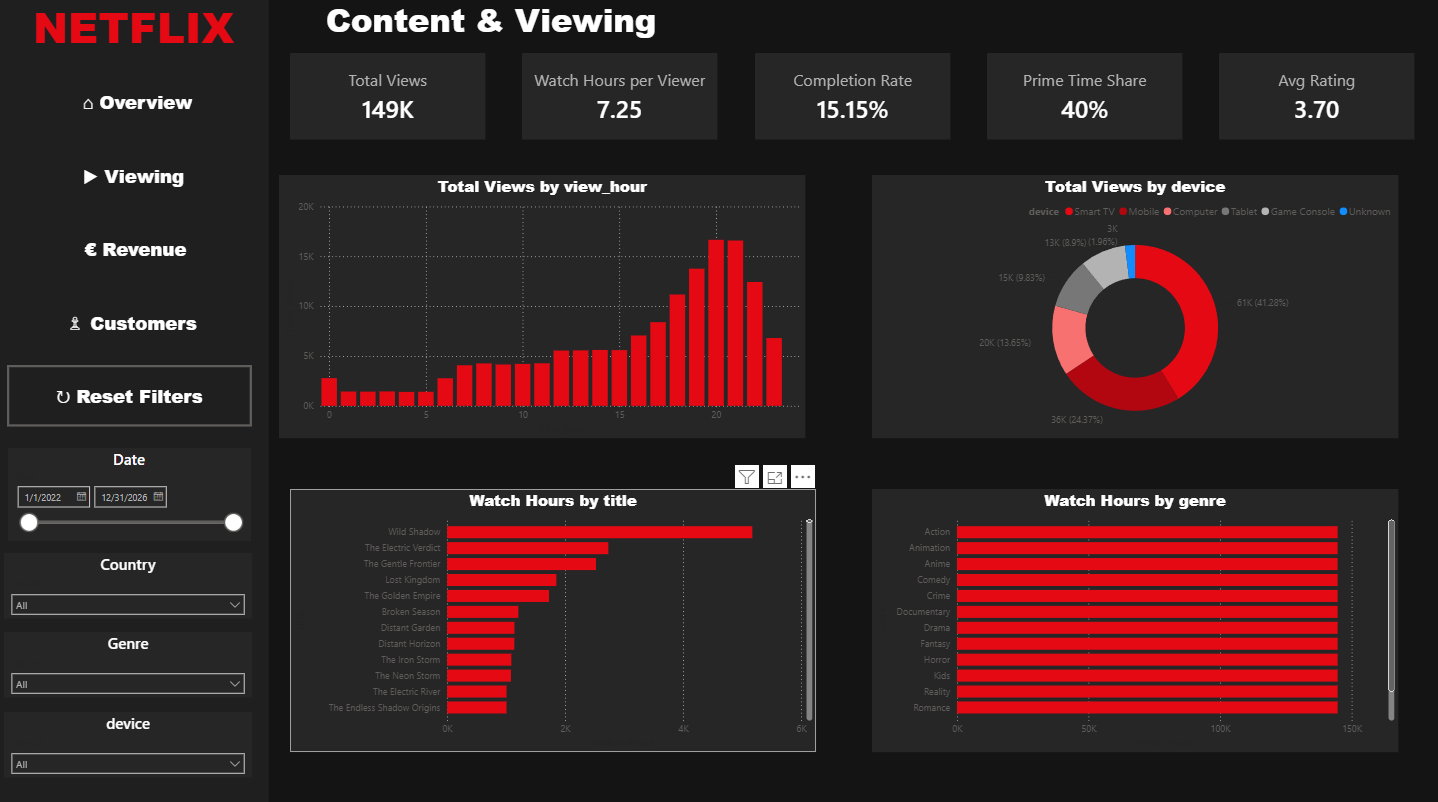 NETFLIX
Content & Viewing
⌂ Overview
▶ Viewing
€ Revenue
♗ Customers
↻ Reset Filters
Date
1/1/2022
12/31/2026
Country
All
Genre
All
device
All
Total Views
149K
Watch Hours per Viewer
7.25
Completion Rate
15.15%
Prime Time Share
40%
Avg Rating
3.70
Total Views by view_hour
20K
15K
10K
5K
0K
0 5 10 15 20
Total Views by device
device Smart TV Mobile Computer Tablet Game Console Unknown
3K
(1.96%)
13K (8.9%)
15K (9.83%)
61K (41.28%)
20K (13.65%)
36K (24.37%)
Watch Hours by title
Wild Shadow
The Electric Verdict
The Gentle Frontier
Lost Kingdom
The Golden Empire
Broken Season
Distant Garden
Distant Horizon
The Iron Storm
The Neon Storm
The Electric River
The Endless Shadow Origins
0K 2K 4K 6K
Watch Hours by genre
Action
Animation
Anime
Comedy
Crime
Documentary
Drama
Fantasy
Horror
Kids
Reality
Romance
0K 50K 100K 150K